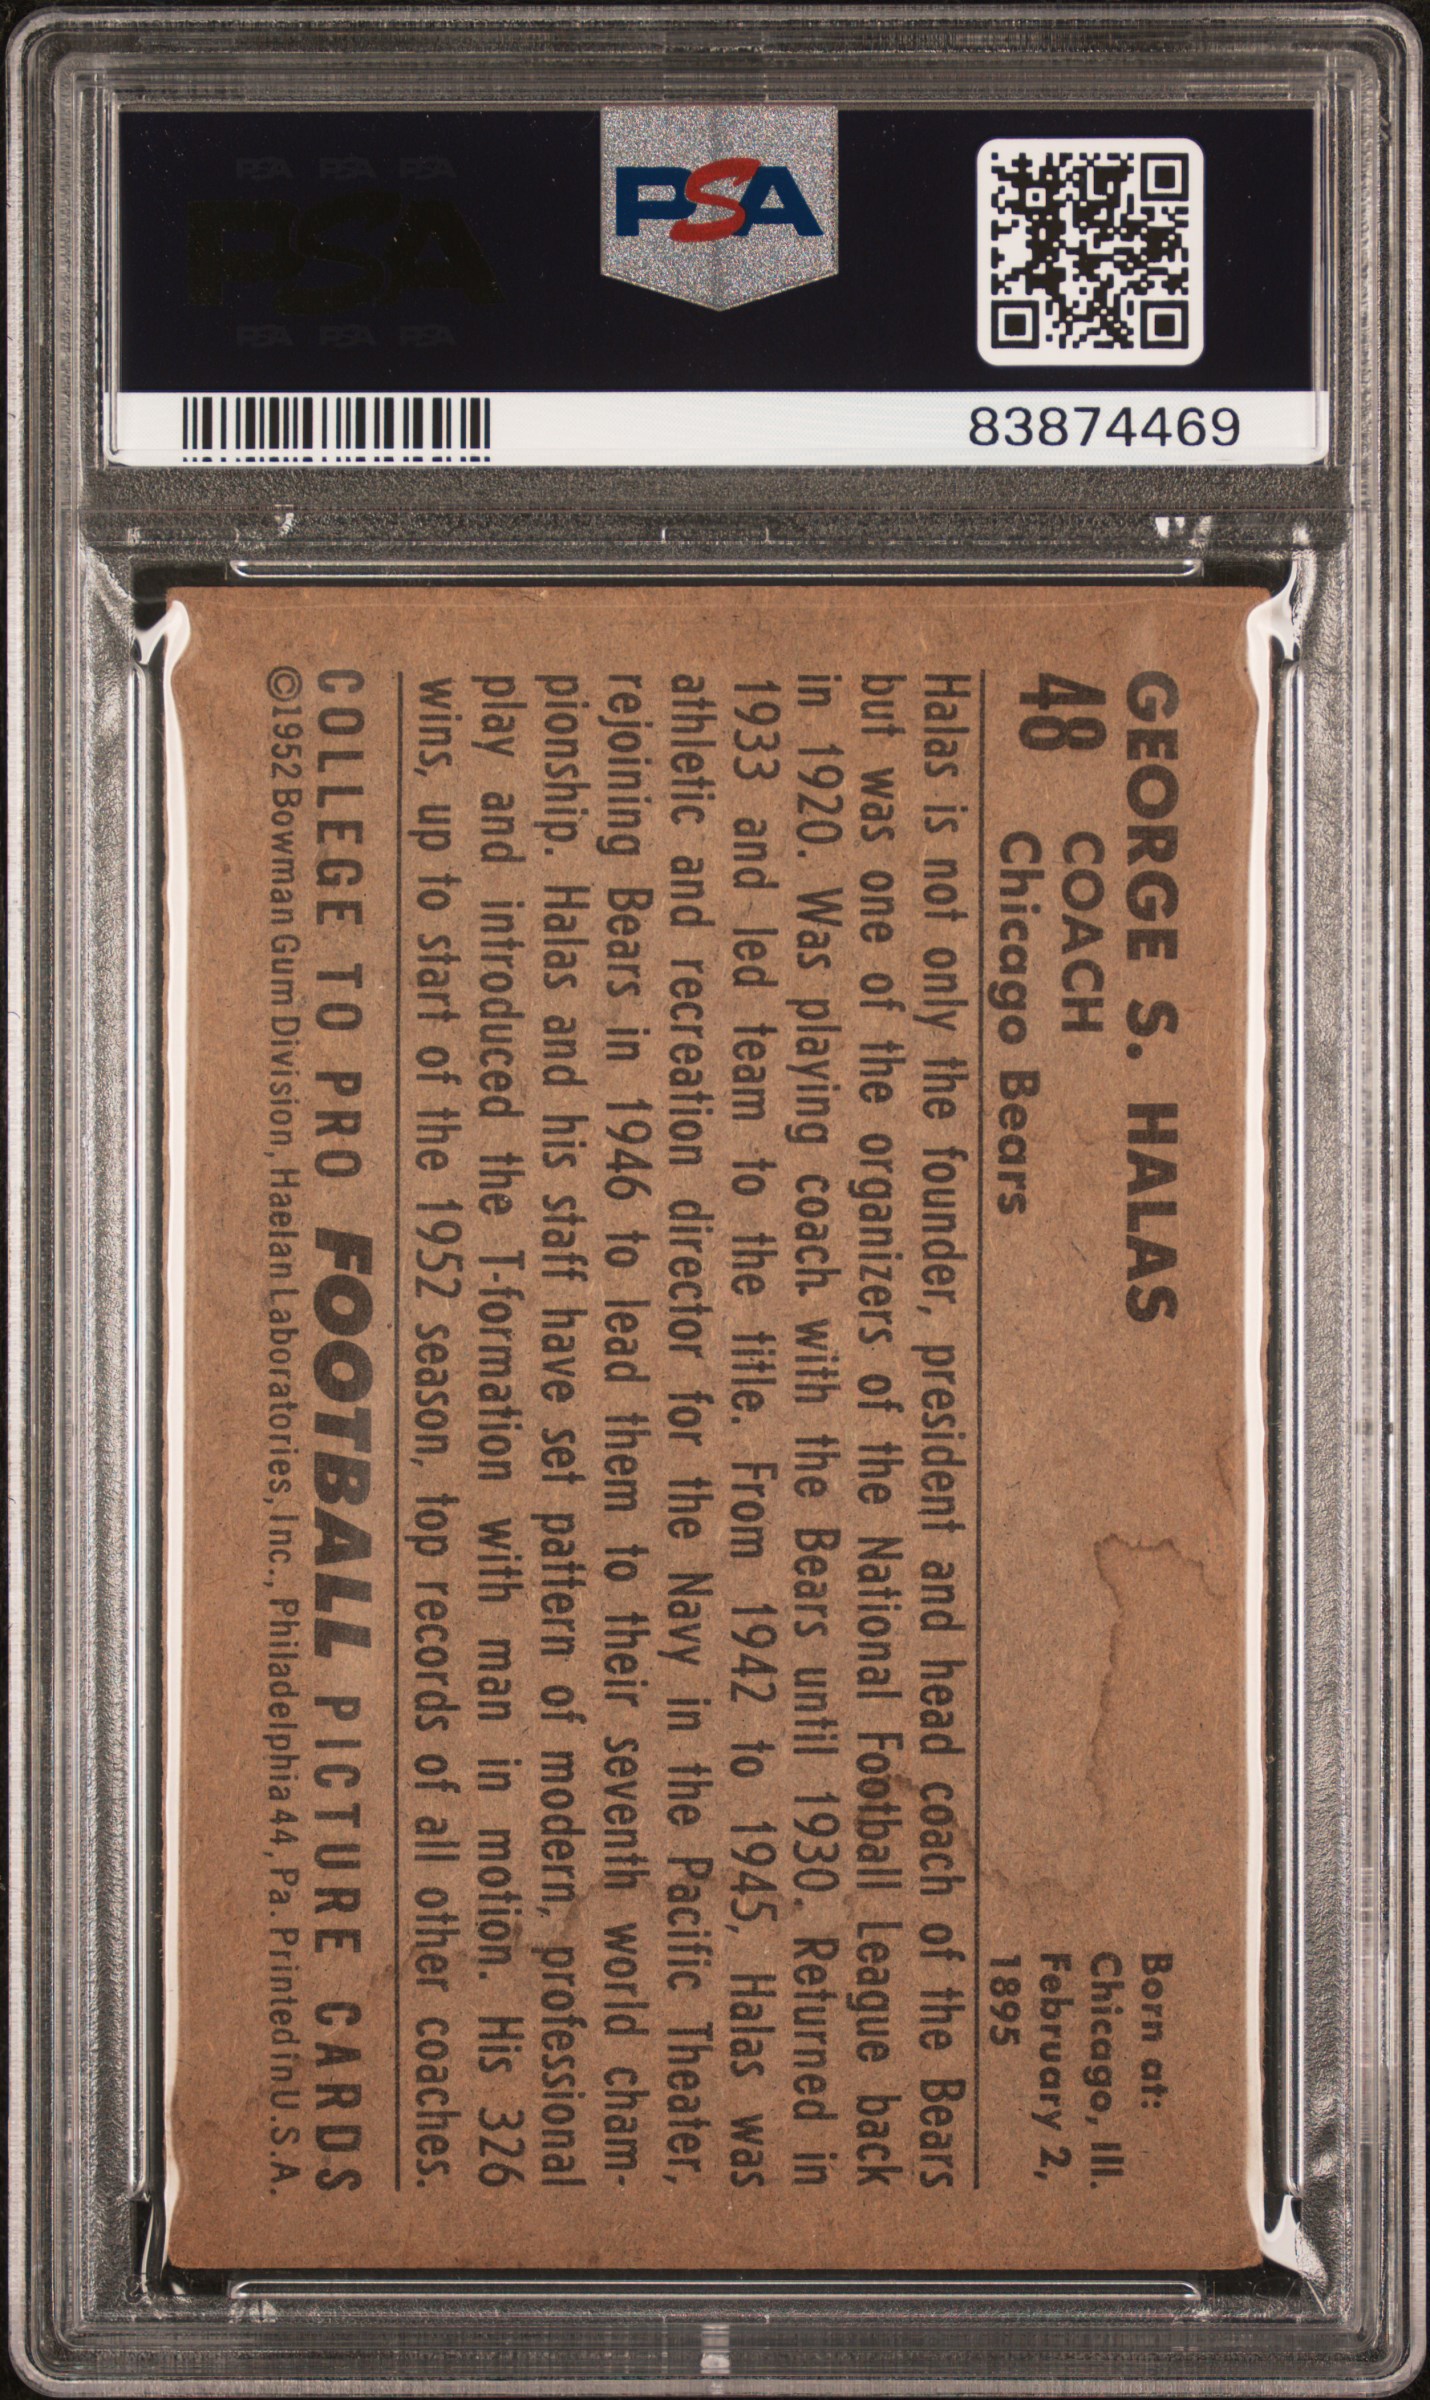 PSA PSA PSA
PSA
PSA PSA PSA
PSA
83874469
GEORGE S. HALAS
48 COACH
Chicago Bears
Born at:
Chicago, Ill.
February 2,
1895
Halas is not only the founder, president and head coach of the Bears
but was one of the organizers of the National Football League back
in 1920. Was playing coach with the Bears until 1930. Returned in
1933 and led team to the title. From 1942 to 1945, Halas was
athletic and recreation director for the Navy in the Pacific Theater,
rejoining Bears in 1946 to lead them to their seventh world cham-
pionship. Halas and his staff have set pattern of modern, professional
play and introduced the T-formation with man in motion. His 326
wins, up to start of the 1952 season, top records of all other coaches.
COLLEGE TO PRO FOOTBALL PICTURE CARDS
©1952 Bowman Gum Division, Haelan Laboratories, Inc., Philadelphia 44, Pa. Printed in U.S.A.